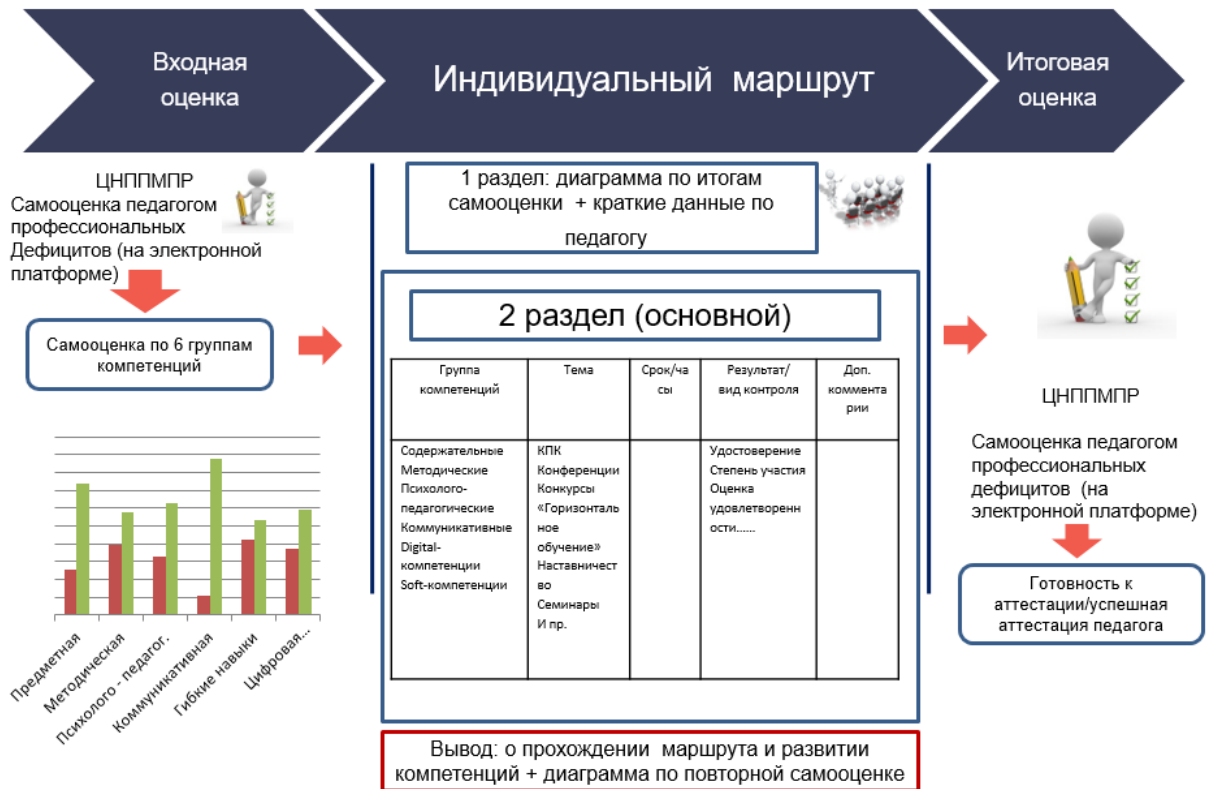 Входная
оценка
Индивидуальный маршрут
Итоговая
оценка
ЦНППМПР
Самооценка педагогом
профессиональных
Дефицитов (на электронной
платформе)
Самооценка по 6 группам
компетенций
Предметная
Методическая
Психолого - педагог.
Коммуникативная
Гибкие навыки
Цифровая...
1 раздел: диаграмма по итогам
самооценки + краткие данные по
педагогу
2 раздел (основной)
Группа
компетенций
Тема
Срок/ча
сы
Результат/
вид контроля
Доп.
коммента
рии
Содержательные
Методические
Психолого-
педагогические
Коммуникативные
Digital-
компетенции
Soft-компетенции
КПК
Конференции
Конкурсы
«Горизонталь
ное
обучение»
Наставничест
во
Семинары
И пр.
Удостоверение
Степень участия
Оценка
удовлетворенн
ости......
Вывод: о прохождении маршрута и развитии
компетенций + диаграмма по повторной самооценке
ЦНППМПР
Самооценка педагогом
профессиональных
дефицитов (на
электронной платформе)
Готовность к
аттестации/успешная
аттестация педагога